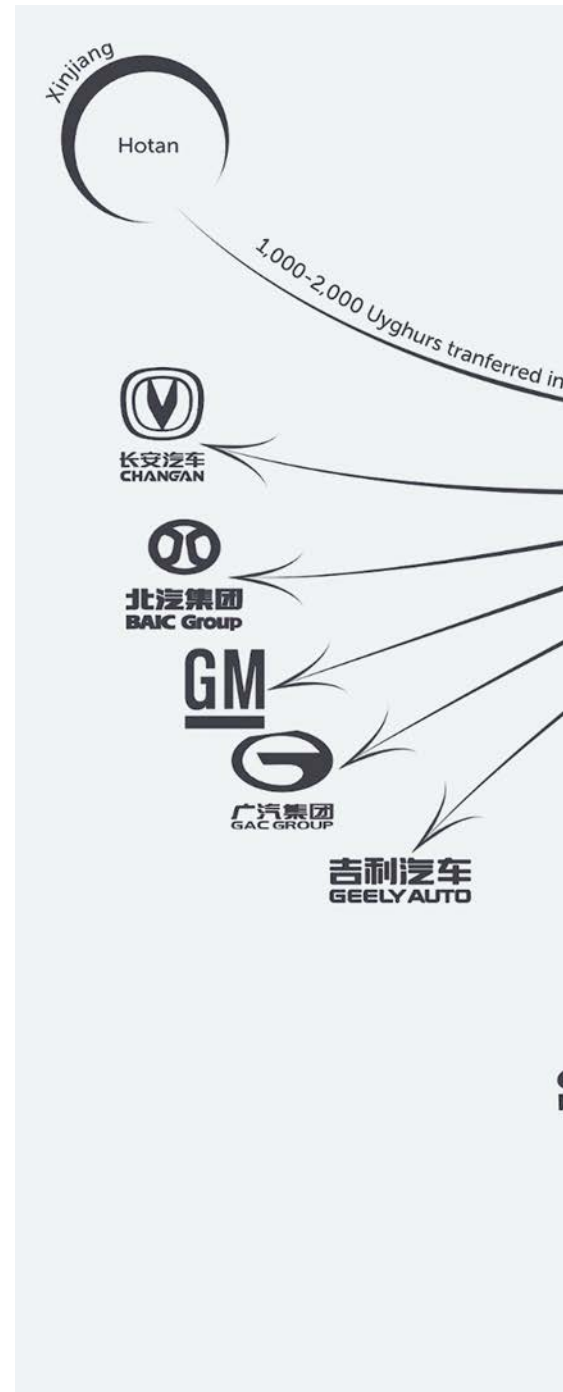 Xinjiang
Hotan
1,000-2,000 Uyghurs tranferred in
长安汽车
CHANGAN
北汽集团
BAIC Group
GM
广汽集团
GAC GROUP
吉利汽车
GEELY AUTO